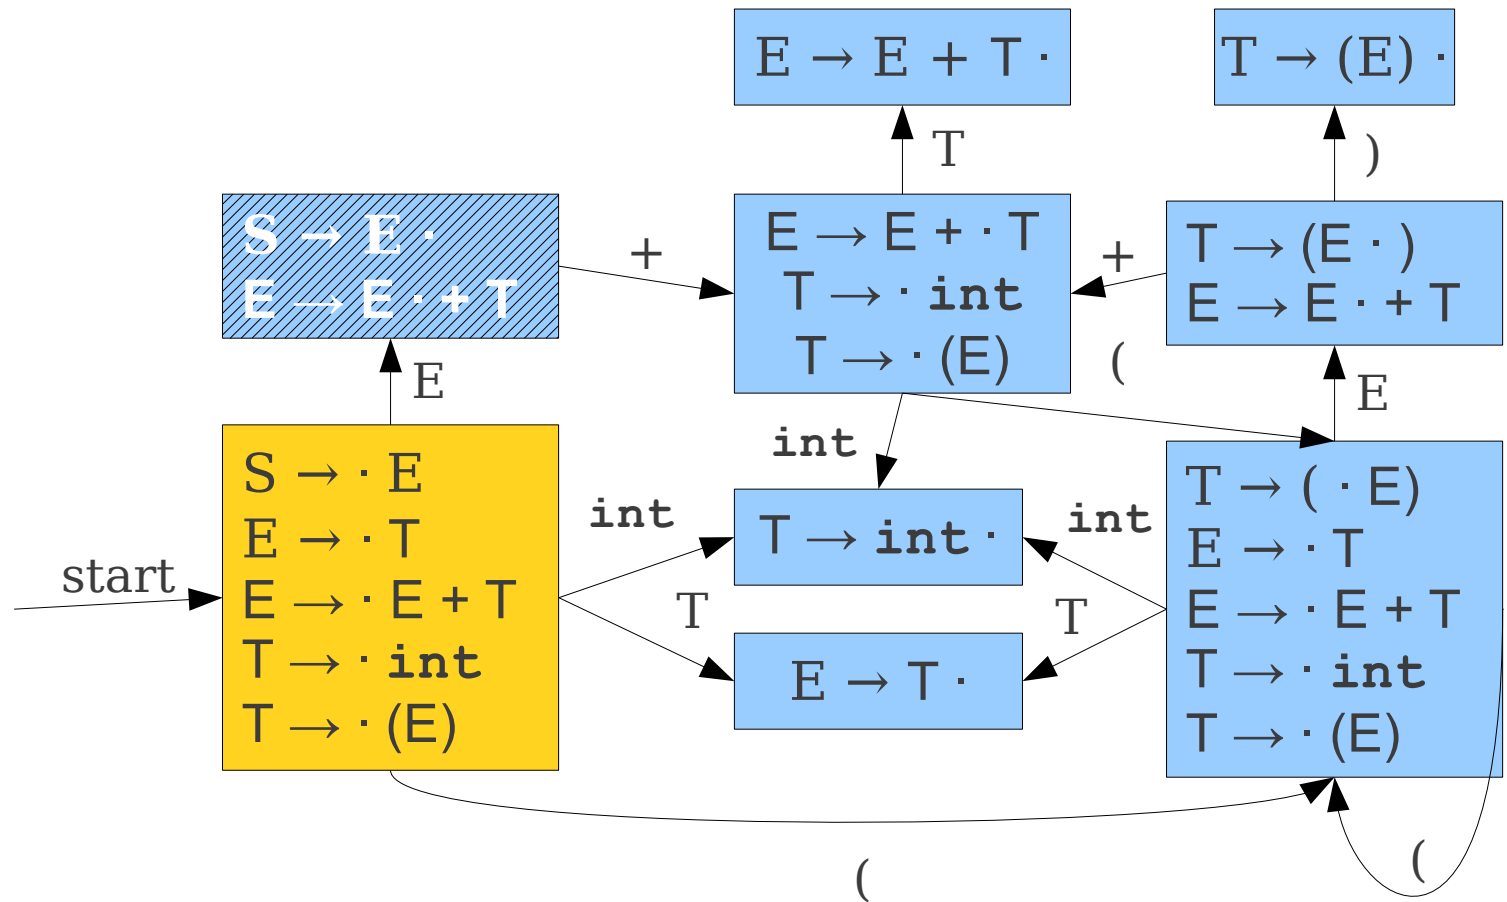 E → E + T ·
T → (E) ·
T
)
S → E ·
E → E · + T
+
E → E + · T
T → · int
T → · (E)
+
T → (E · )
E → E · + T
(
E
E
int
S → · E
E → · T
E → · E + T
T → · int
T → · (E)
start
int
T → int ·
int
T
T
E → T ·
T → ( · E)
E → · T
E → · E + T
T → · int
T → · (E)
(
(